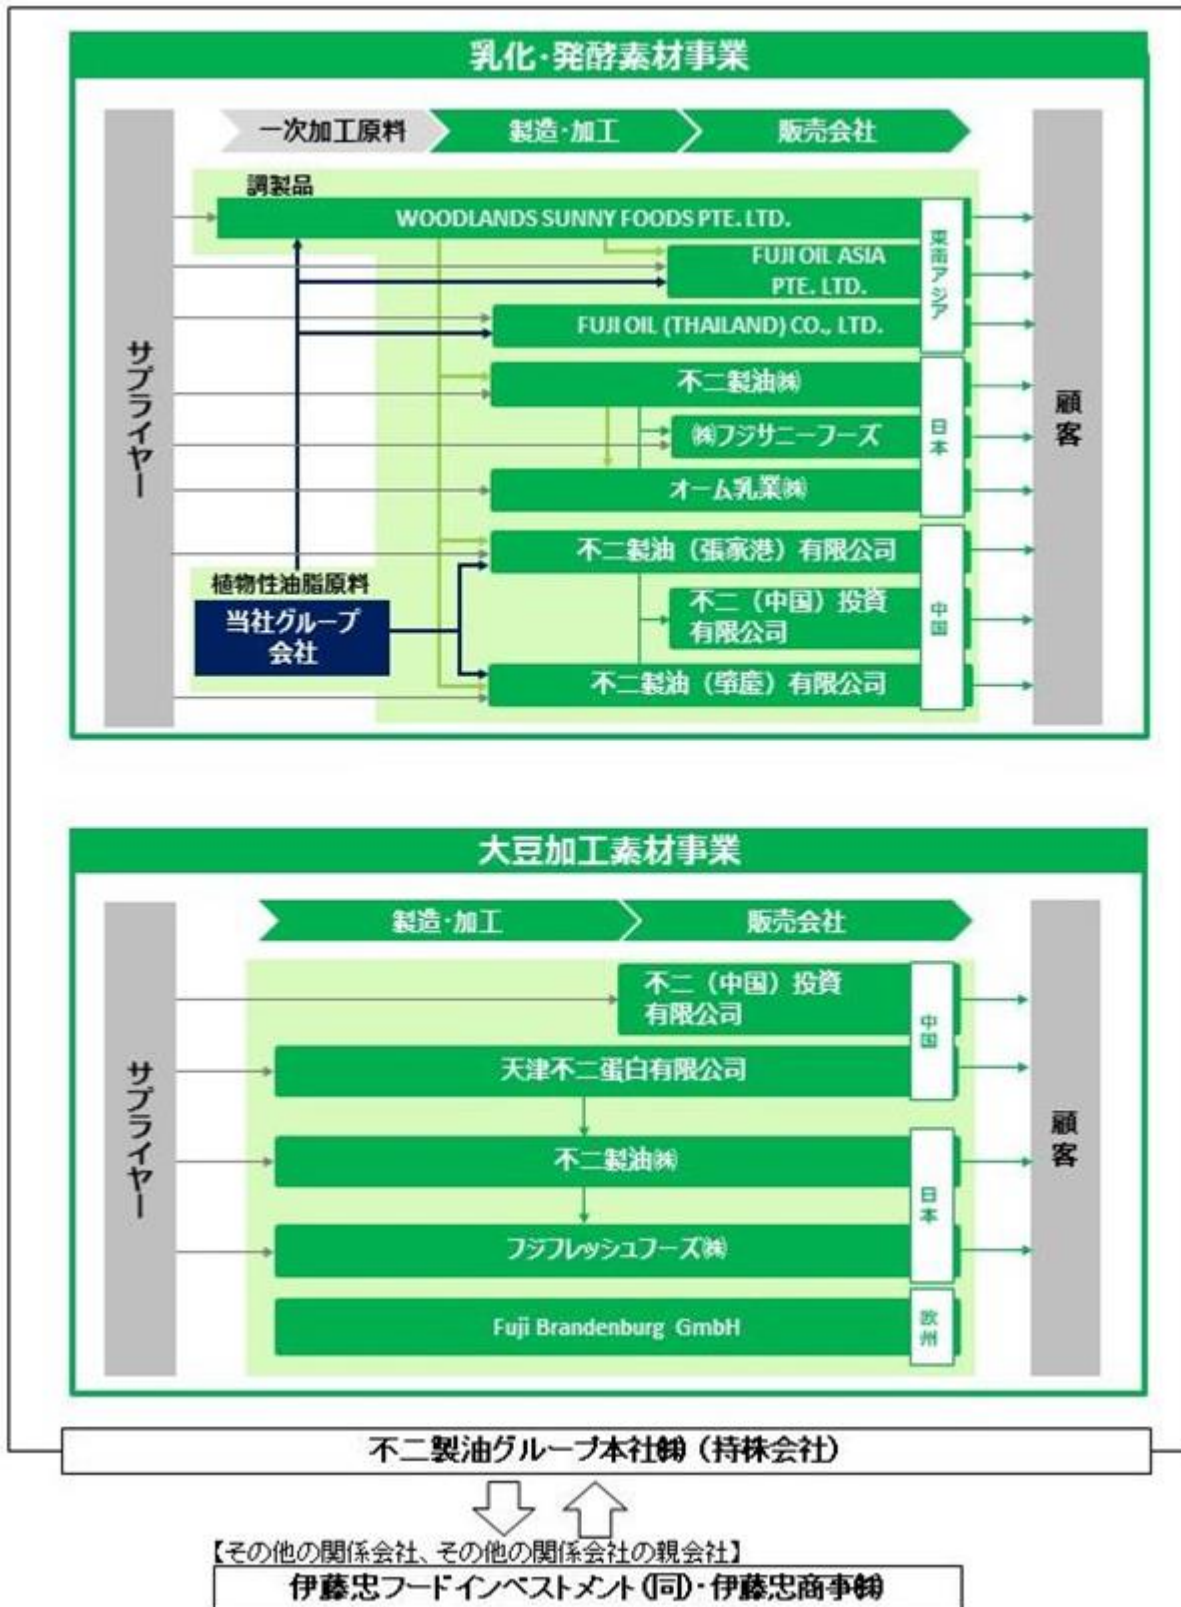 乳化・発酵素材事業
一次加工原料
製造・加工
販売会社
サプライヤー
調製品
WOODLANDS SUNNY FOODS PTE. LTD.
FUJI OIL ASIA
PTE. LTD.
FUJI OIL (THAILAND) CO., LTD.
東南アジア
不二製油㈱
㈱フジサニーフーズ
オーム乳業㈱
日本
不二製油（張家港）有限公司
不二（中国）投資
有限公司
不二製油（肇慶）有限公司
中国
植物性油脂原料
当社グループ
会社
顧客
大豆加工素材事業
製造・加工
販売会社
サプライヤー
不二（中国）投資
有限公司
天津不二蛋白有限公司
中国
不二製油㈱
フジフレッシュフーズ㈱
日本
Fuji Brandenburg GmbH
欧州
顧客
不二製油グループ本社㈱（持株会社）
【その他の関係会社、その他の関係会社の親会社】
伊藤忠フードインベストメント(同)・伊藤忠商事㈱